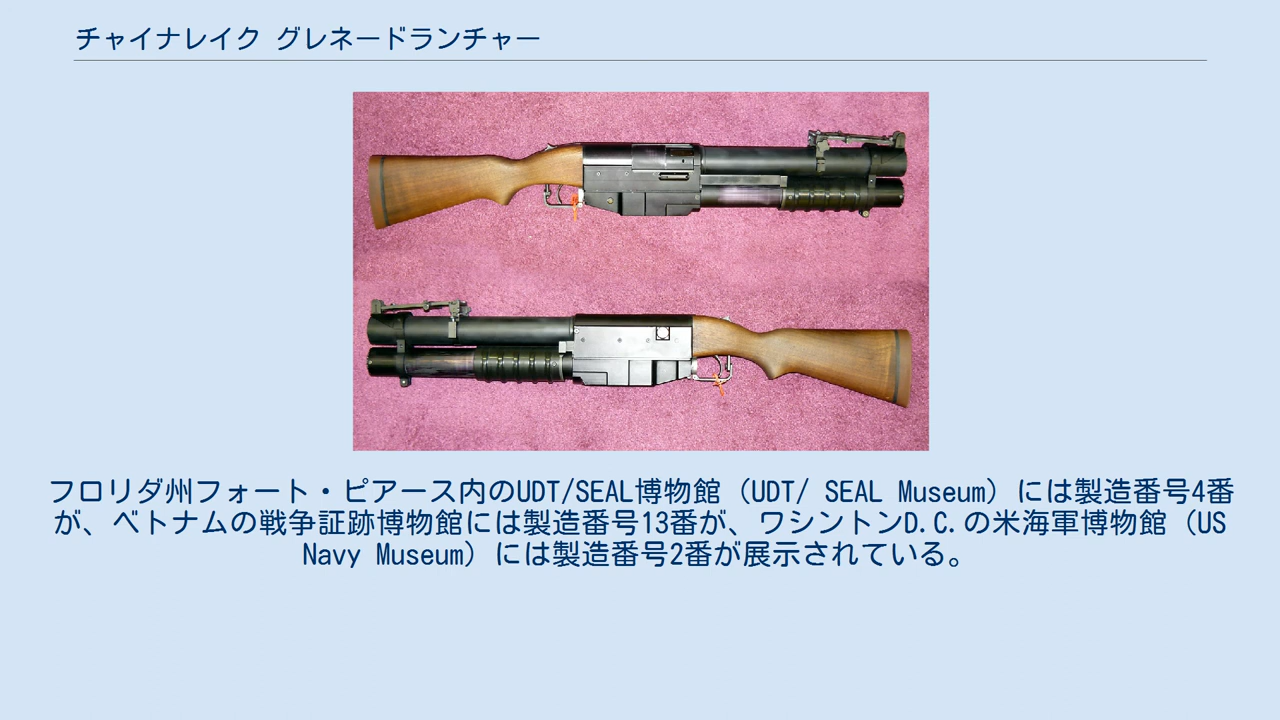 チャイナレイク グレネードランチャー
フロリダ州フォート・ピアース内のUDT/SEAL博物館（UDT/ SEAL Museum）には製造番号4番
が、ベトナムの戦争証跡博物館には製造番号13番が、ワシントンD.C.の米海軍博物館（US
Navy Museum）には製造番号2番が展示されている。